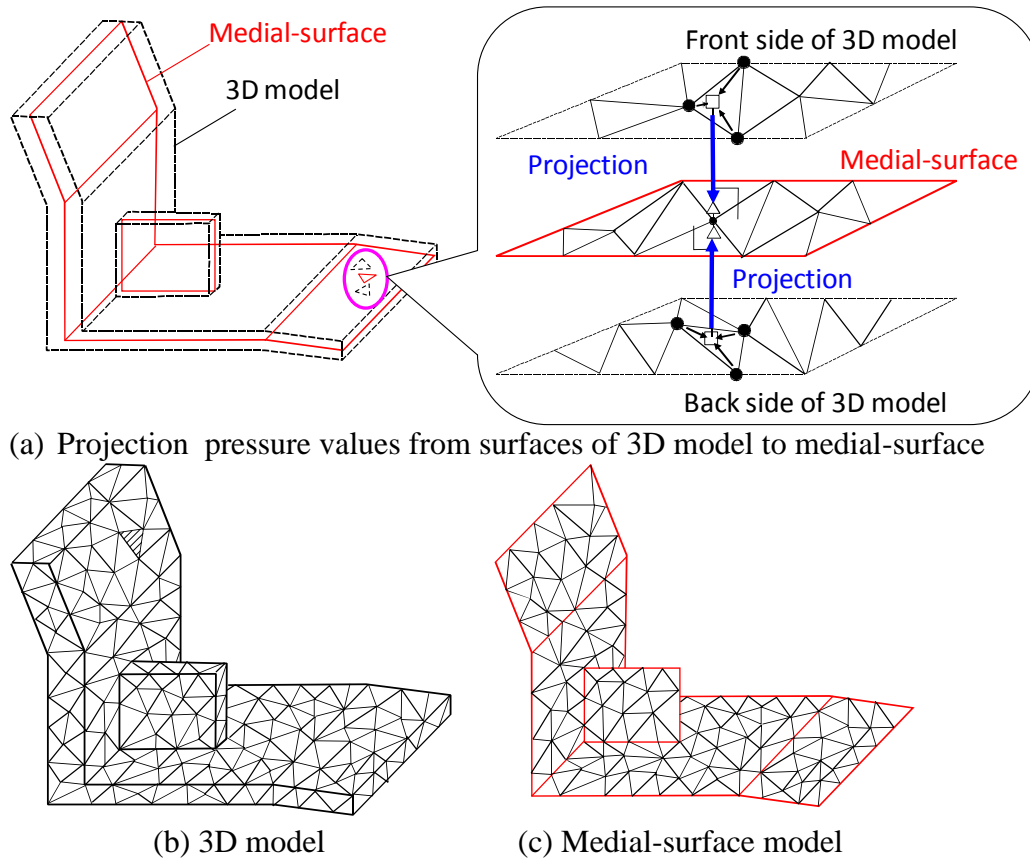 Medial-surface
3D model
Front side of 3D model
Projection
Medial-surface
Projection
Back side of 3D model
(a) Projection pressure values from surfaces of 3D model to medial-surface
(b) 3D model
(c) Medial-surface model